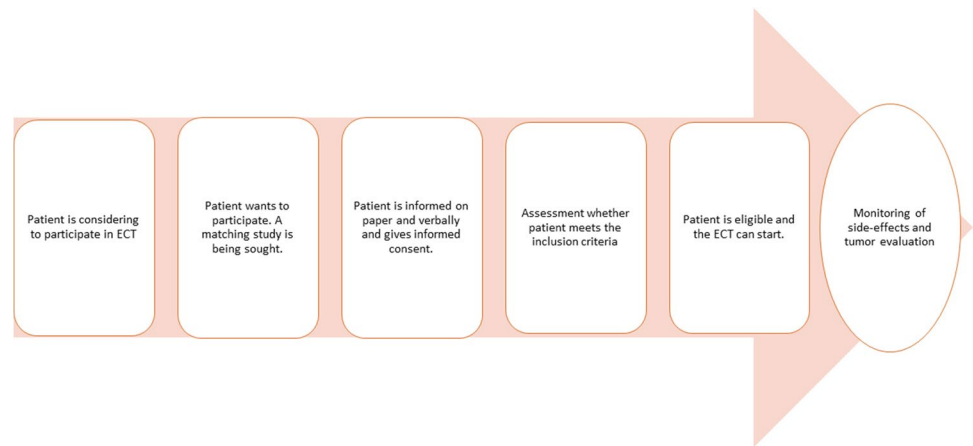 Patient is considering
to participate in ECT
Patient wants to
participate. A
matching study is
being sought.
Patient is informed on
paper and verbally
and gives informed
consent.
Assessment whether
patient meets the
inclusion criteria
Patient is eligible and
the ECT can start.
Monitoring of
side-effects and
tumor evaluation